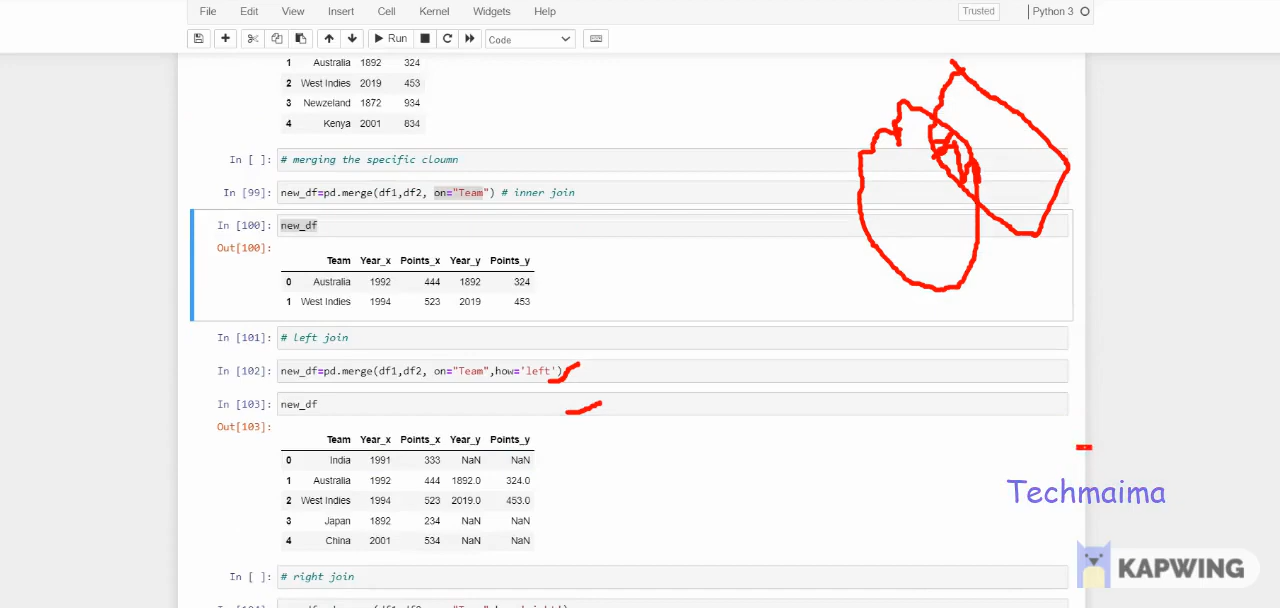 File Edit View Insert Cell Kernel Widgets Help Trusted Python 3
Run Code
1 Australia 1892 324
2 West Indies 2019 453
3 Newzeland 1872 934
4 Kenya 2001 834
In [ ]: # merging the specific cloumn
In [99]: new_df=pd.merge(df1,df2, on="Team") # inner join
In [100]: new_df
Out[100]:
Team Year_x Points_x Year_y Points_y
0 Australia 1992 444 1892 324
1 West Indies 1994 523 2019 453
In [101]: # left join
In [102]: new_df=pd.merge(df1,df2, on="Team",how='left')
In [103]: new_df
Out[103]:
Team Year_x Points_x Year_y Points_y
0 India 1991 333 NaN NaN
1 Australia 1992 444 1892.0 324.0
2 West Indies 1994 523 2019.0 453.0
3 Japan 1892 234 NaN NaN
4 China 2001 534 NaN NaN
Techmaima
KAPWING
In [ ]: # right join